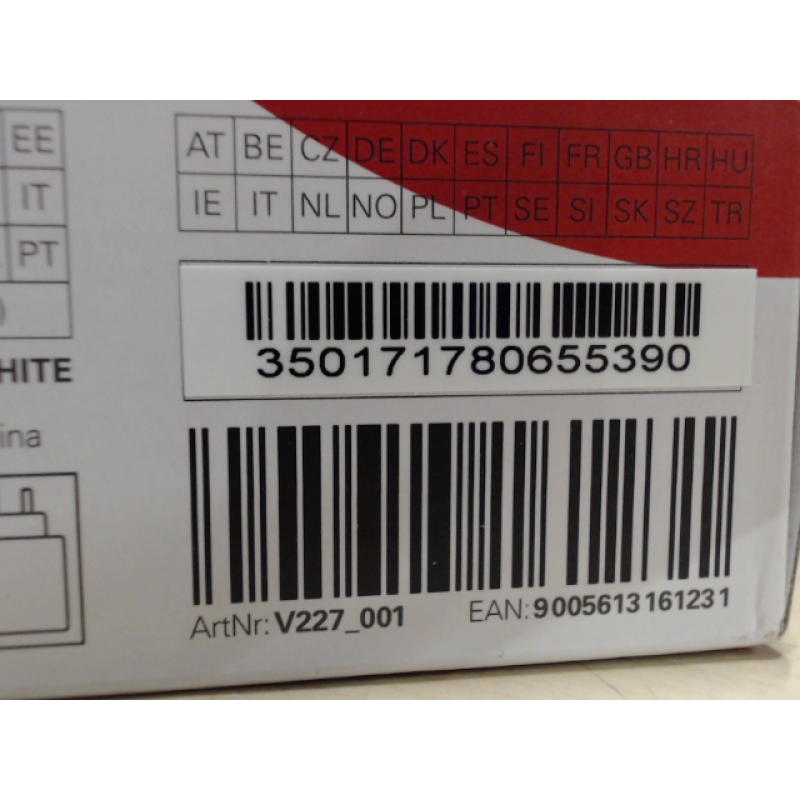 EE
IT
PT
HITE
ina
AT BE CZ DE DK ES FI FR GB HR HU
IE IT NL NO PL PT SE SI SK SZ TR
350171780655390
ArtNr: V227_001 EAN: 9005613161231